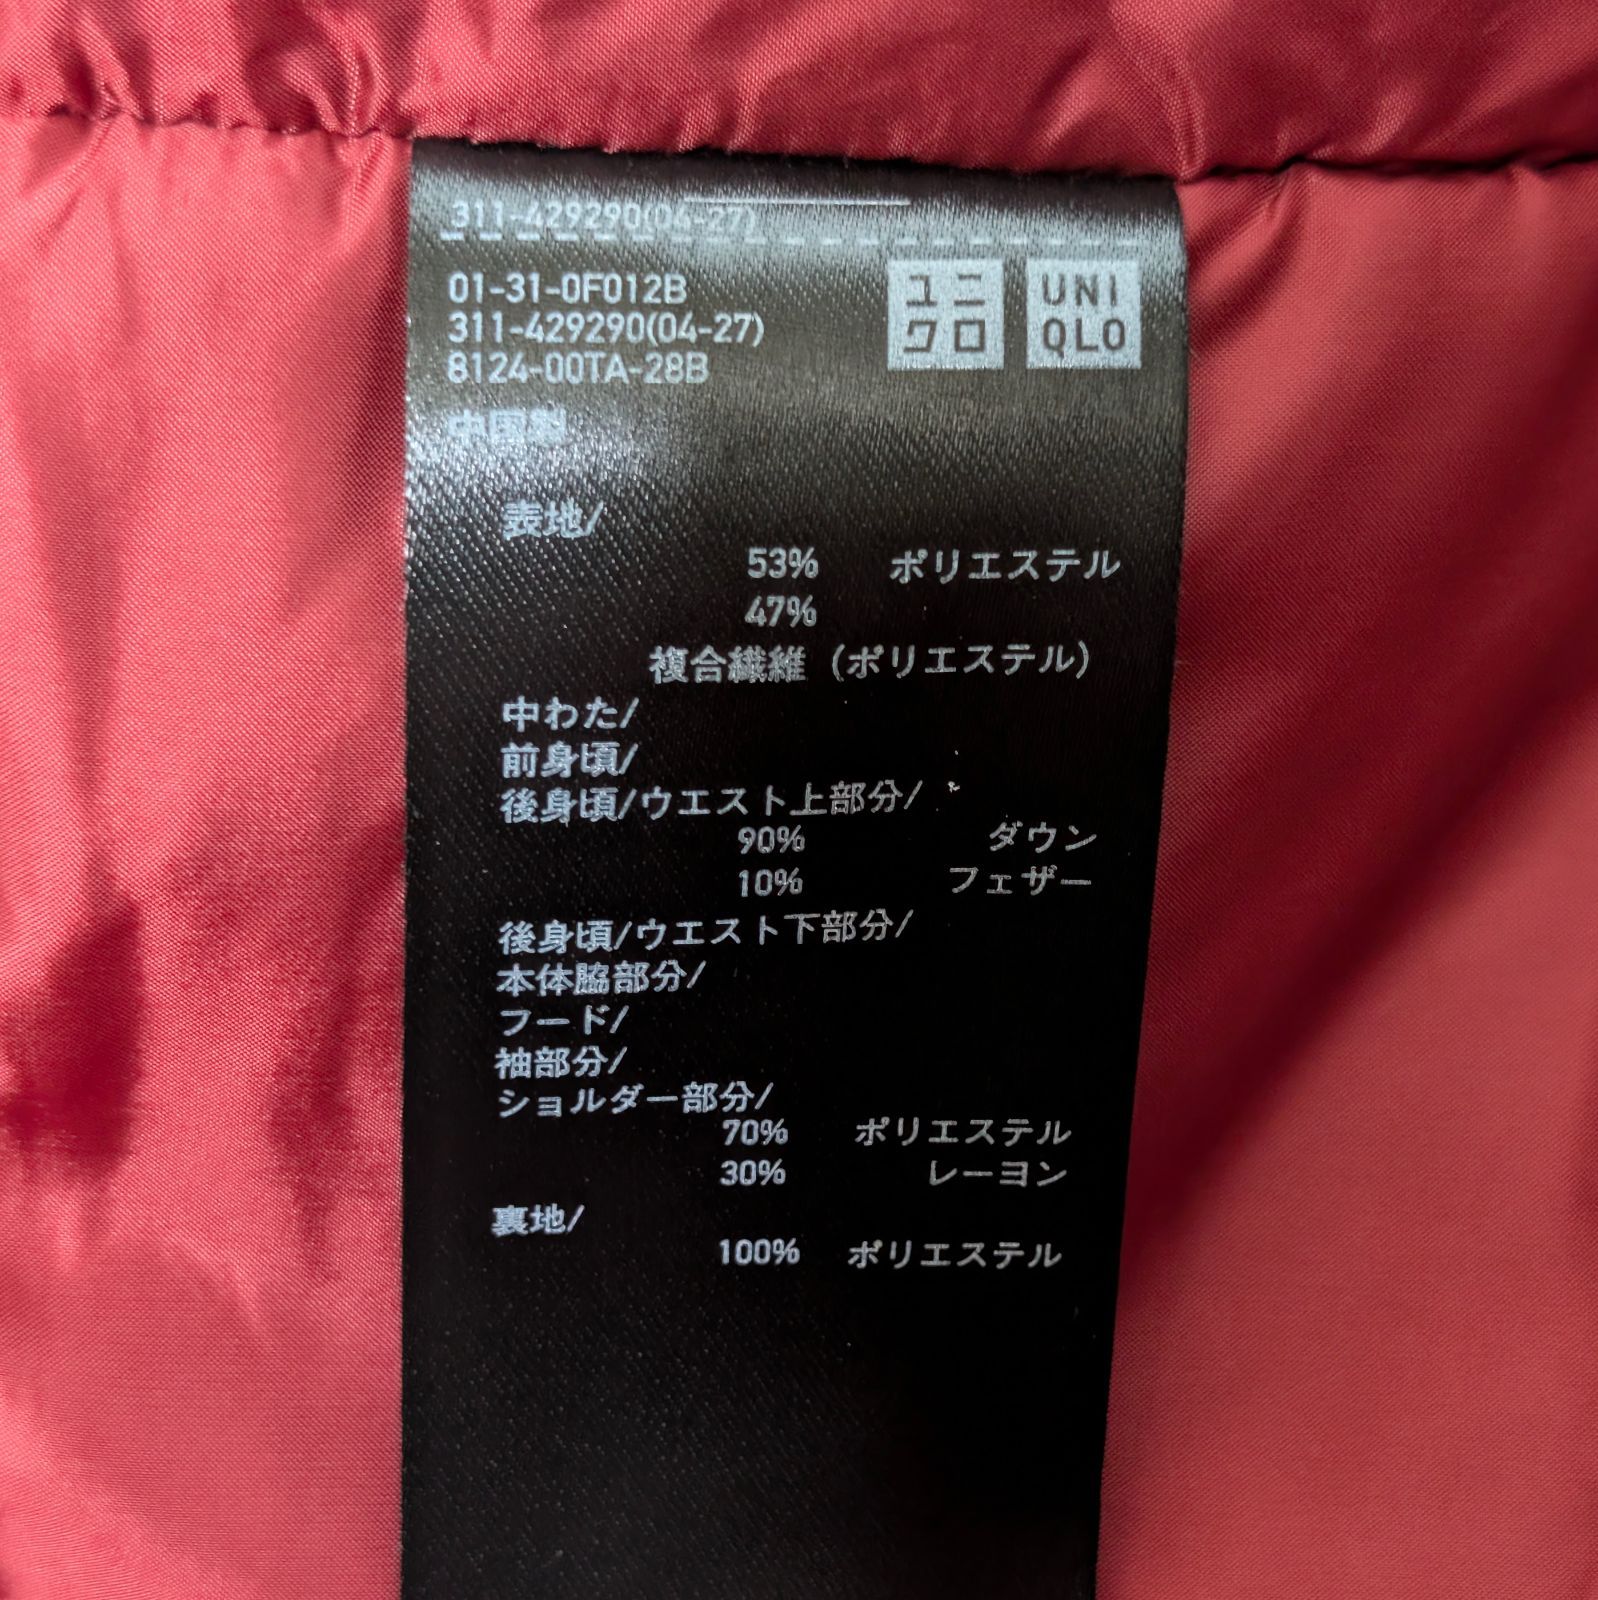 311-429290(04-27)
01-31-0F012B
311-429290(04-27)
8124-00TA-28B
中国製
ユニ
クロ
UNI
QLO
表地/
53% ポリエステル
47%
複合繊維 (ポリエステル)
中わた/
前身頃/
後身頃/ウエスト上部分/
90% ダウン
10% フェザー
後身頃/ウエスト下部分/
本体脇部分/
フード/
袖部分/
ショルダー部分/
70% ポリエステル
30% レーヨン
裏地/
100% ポリエステル